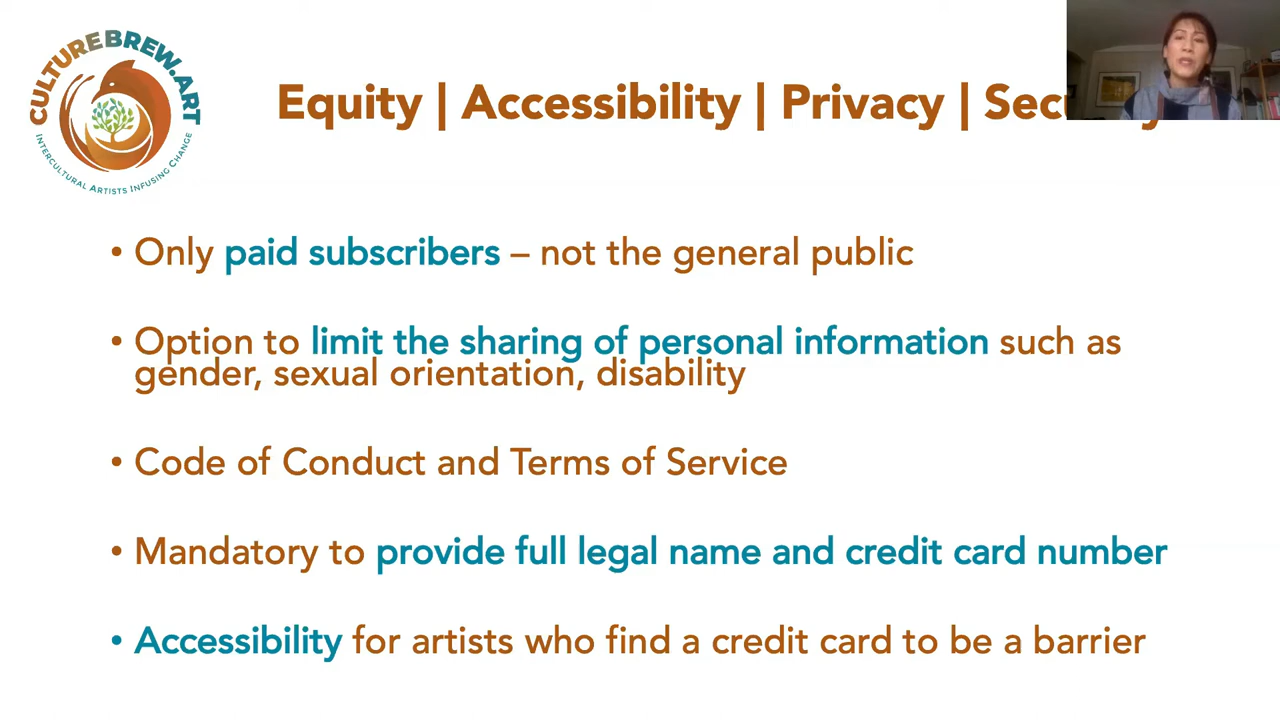 CULTUREBREW.ART
INTERCULTURAL ARTISTS INFUSING CHANGE
Equity | Accessibility | Privacy |
• Only paid subscribers – not the general public
• Option to limit the sharing of personal information such as
gender, sexual orientation, disability
• Code of Conduct and Terms of Service
• Mandatory to provide full legal name and credit card number
• Accessibility for artists who find a credit card to be a barrier